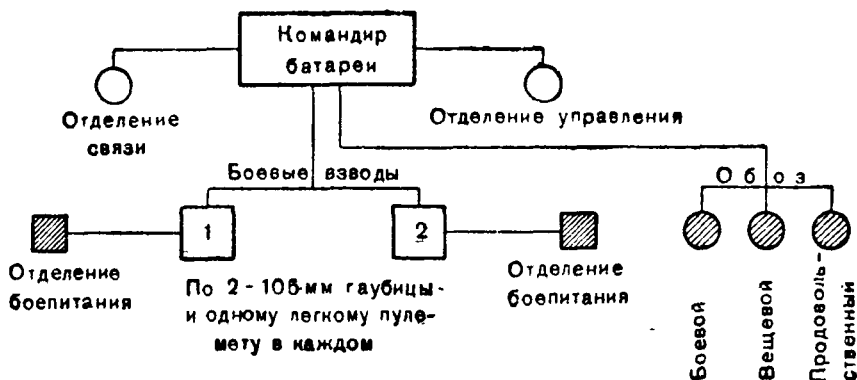 Командир
батареи
Отделение
связи
Отделение управления
Боевые взводы
Обоз
1
2
Отделение
боепитания
По 2-105-мм гаубицы-
и одному легкому пуле-
мету в каждом
Отделение
боепитания
Боевой
Вещевой
Продоволь-
ственный